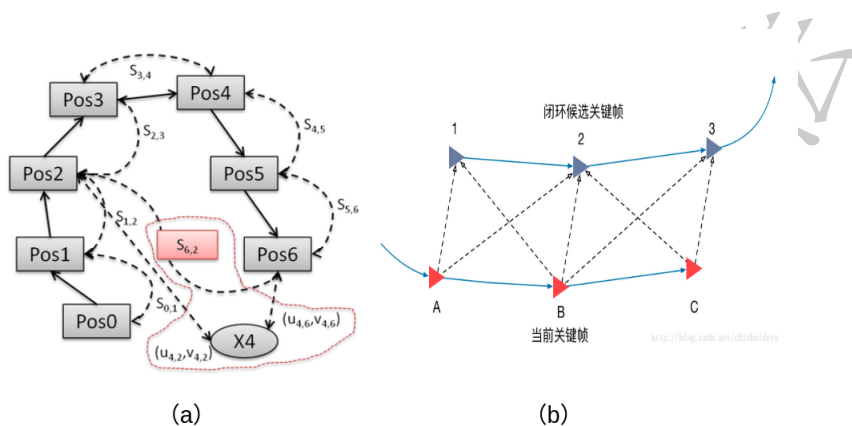 S3,4
Pos3
Pos4
S2,3
S4,5
Pos2
Pos5
S1,2
S5,6
S6,2
Pos1
Pos6
S0,1
Pos0
(u4,6,v4,6)
X4
(u4,2,v4,2)
(a)
闭环候选关键帧
1
2
3
A
B
C
当前关键帧
(b)